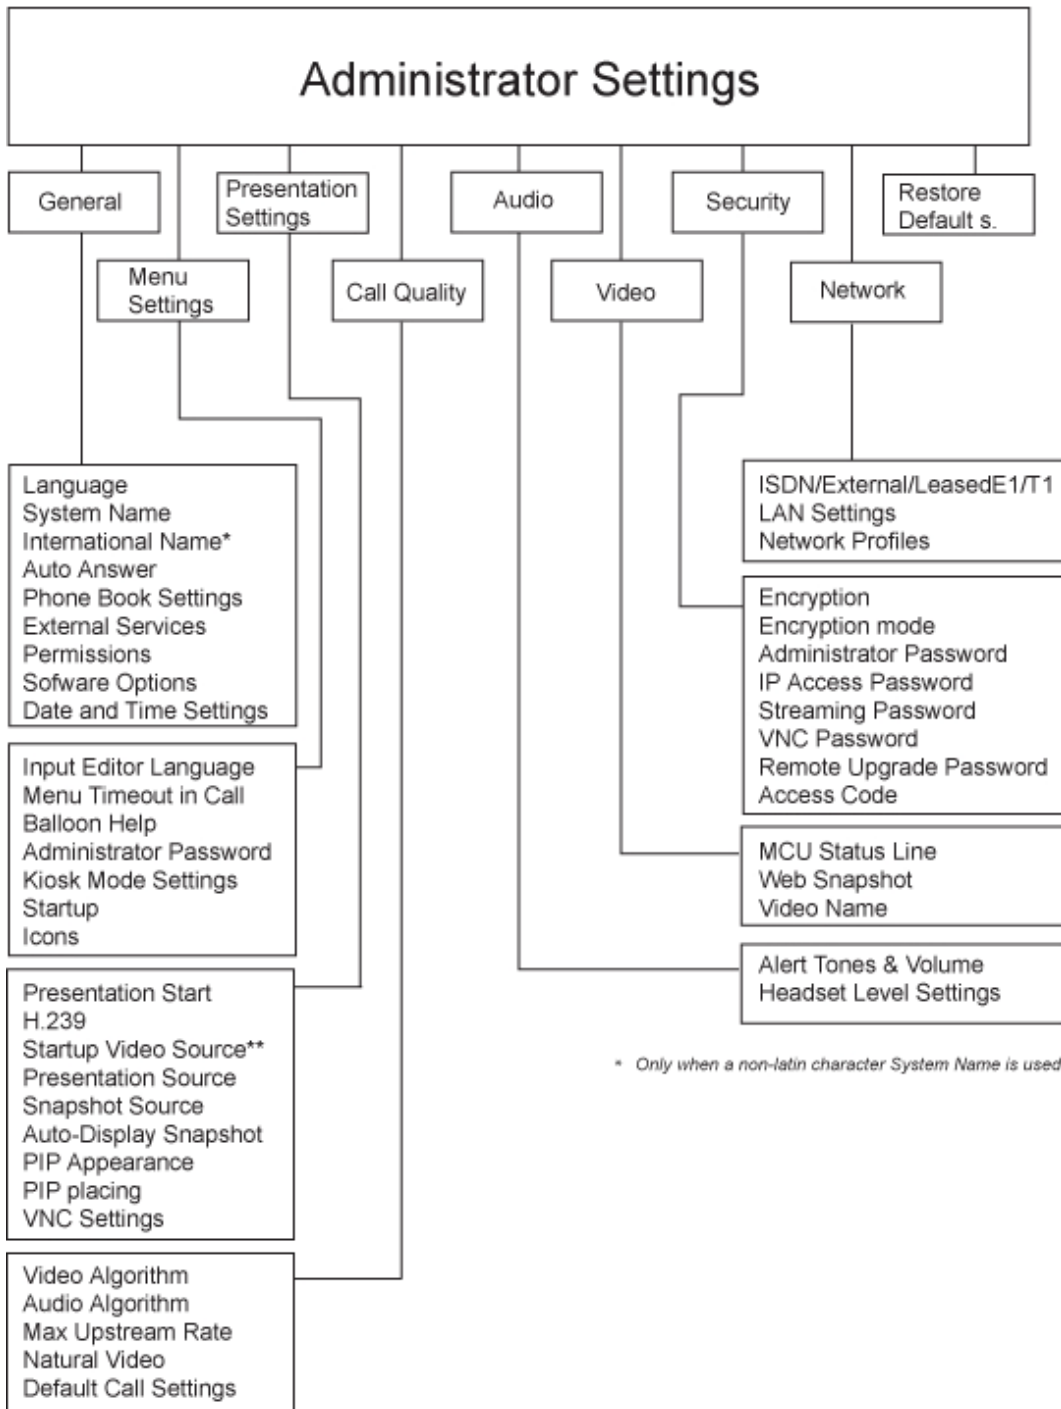 Administrator Settings
General
Presentation
Settings
Audio
Security
Restore
Default s.
Menu
Settings
Call Quality
Video
Network
Language
System Name
International Name*
Auto Answer
Phone Book Settings
External Services
Permissions
Sofware Options
Date and Time Settings
Input Editor Language
Menu Timeout in Call
Balloon Help
Administrator Password
Kiosk Mode Settings
Startup
Icons
Presentation Start
H.239
Startup Video Source**
Presentation Source
Snapshot Source
Auto-Display Snapshot
PIP Appearance
PIP placing
VNC Settings
Video Algorithm
Audio Algorithm
Max Upstream Rate
Natural Video
Default Call Settings
ISDN/External/LeasedE1/T1
LAN Settings
Network Profiles
Encryption
Encryption mode
Administrator Password
IP Access Password
Streaming Password
VNC Password
Remote Upgrade Password
Access Code
MCU Status Line
Web Snapshot
Video Name
Alert Tones & Volume
Headset Level Settings
* Only when a non-latin character System Name is used